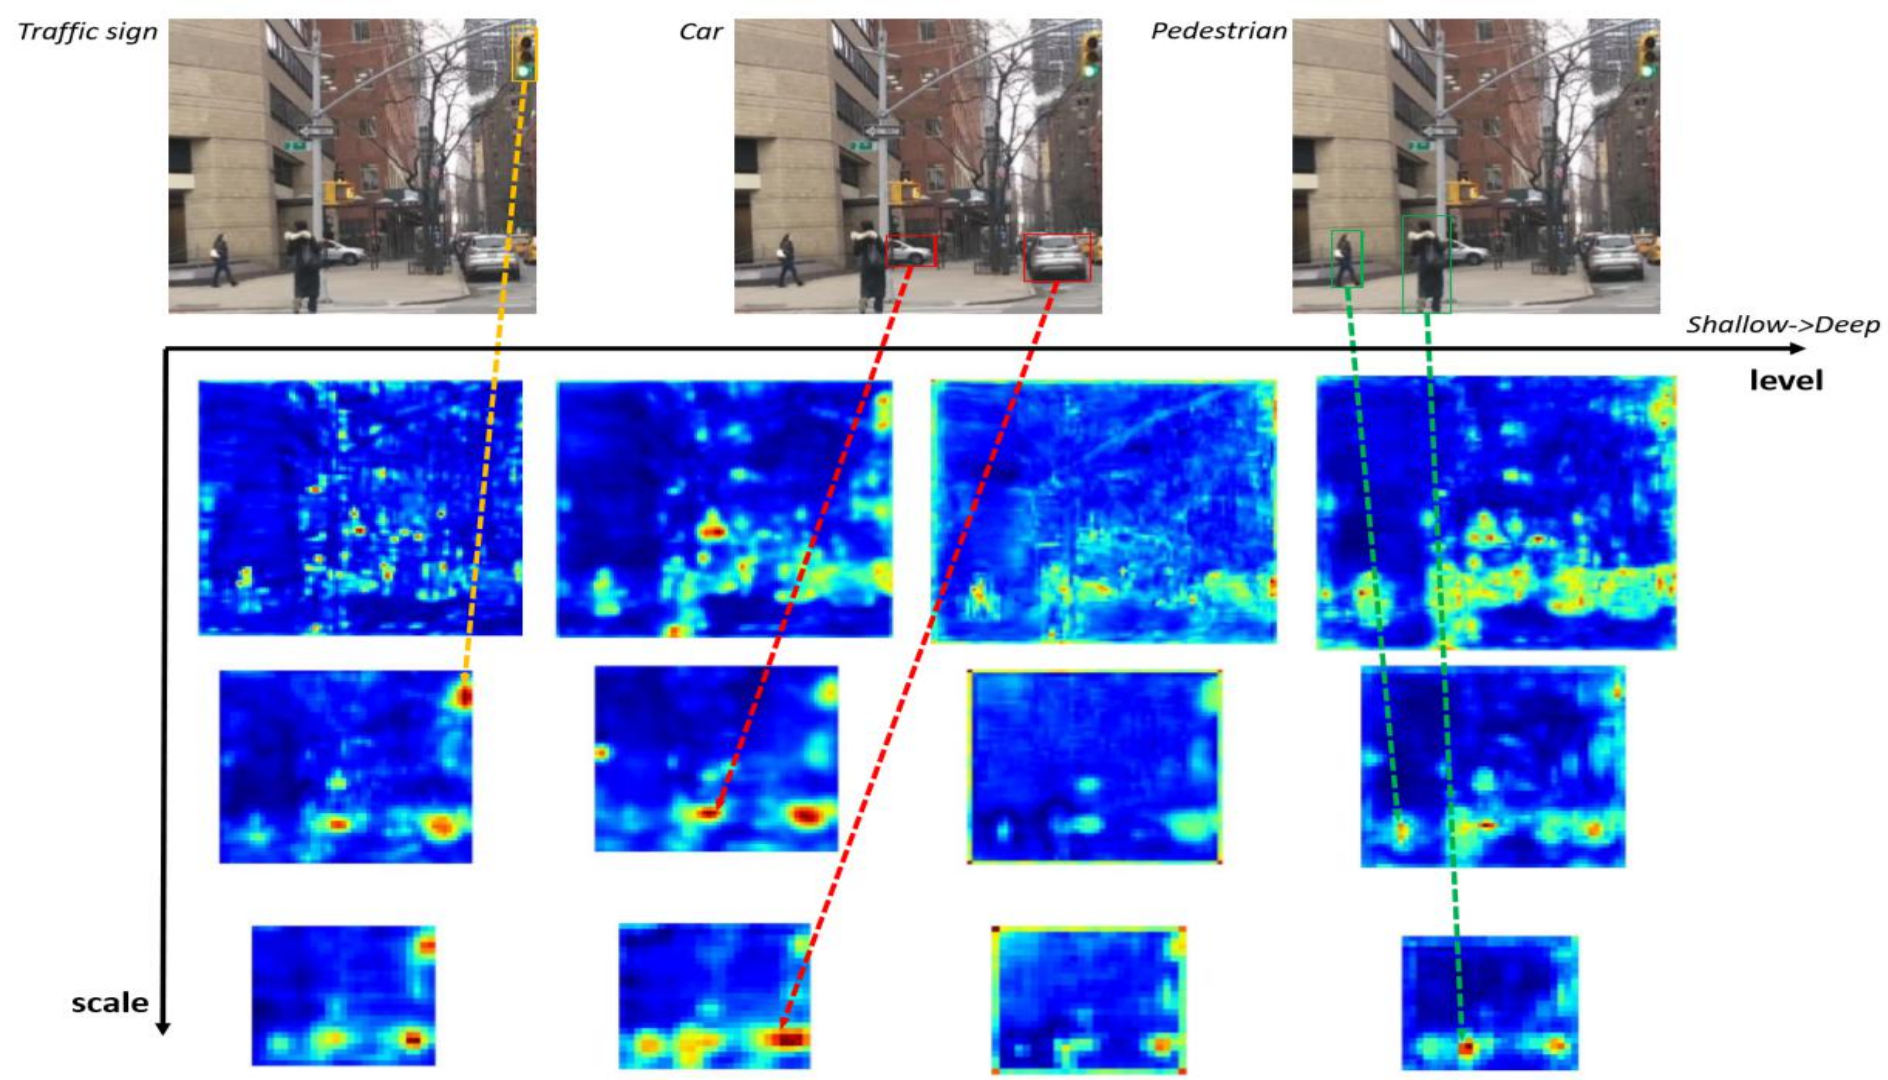 Traffic sign
Car
Pedestrian
Shallow->Deep
level
scale